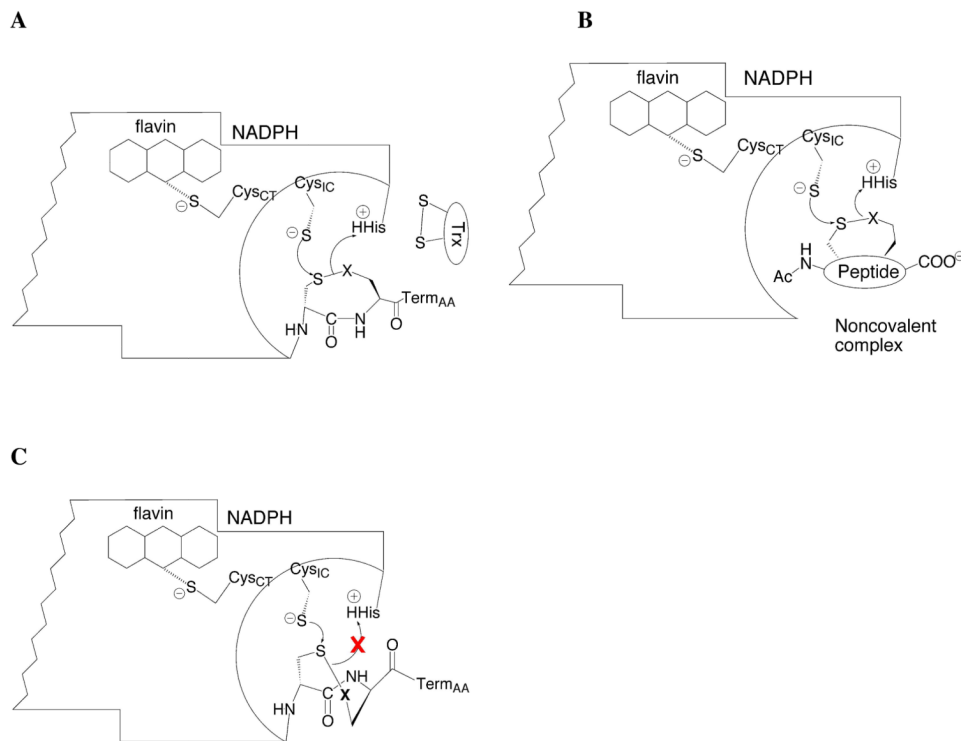 A
flavin
NADPH
S
⊖
Cys_CT
Cys_IC
⊖
S
⊕
HHis
S
S
Trx
S
X
Term_AA
HN
C
O
N
H
O
B
flavin
NADPH
S
⊖
Cys_CT
Cys_IC
⊕
HHis
⊖
S
S
X
H
N
Ac
Peptide
COO⊖
Noncovalent
complex
C
flavin
NADPH
S
⊖
Cys_CT
Cys_IC
⊕
HHis
⊖
S
X
S
O
NH
Term_AA
HN
C
X
O